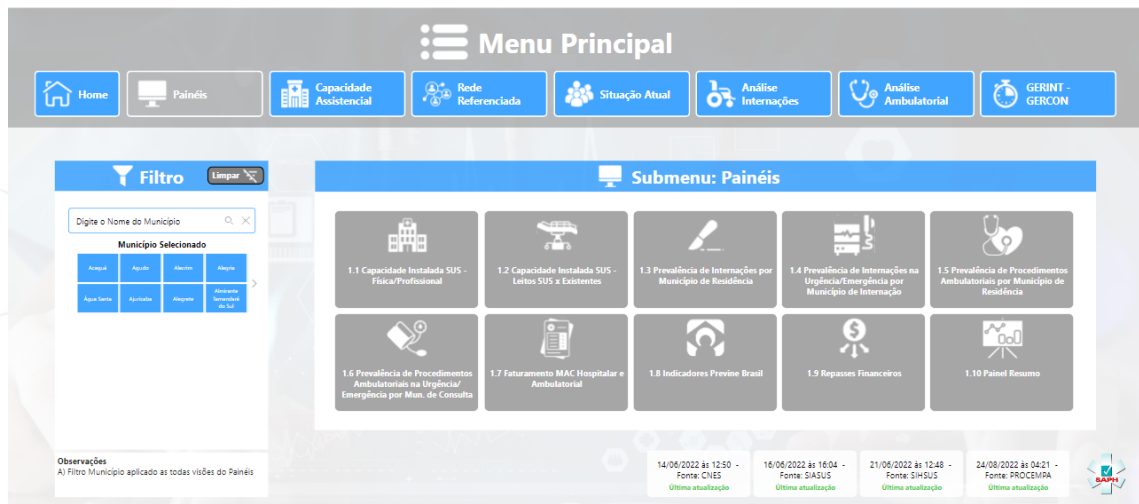 Menu Principal
Home
Painéis
Capacidade
Assistencial
Rede
Referenciada
Situação Atual
Análise
Internações
Análise
Ambulatorial
GERINT -
GERCON
Filtro
Limpar
Digite o Nome do Município
Município Selecionado
Aceguá
Agudo
Alecrim
Alegria
Água Santa
Ajuricaba
Alegrete
Almirante
Tamandaré
do Sul
Observações
A) Filtro Município aplicado as todas visões do Painéis
Submenu: Painéis
1.1 Capacidade Instalada SUS -
Física/Profissional
1.2 Capacidade Instalada SUS -
Leitos SUS x Existentes
1.3 Prevalência de Internações por
Município de Residência
1.4 Prevalência de Internações na
Urgência/Emergência por
Município de Internação
1.5 Prevalência de Procedimentos
Ambulatoriais por Município de
Residência
1.6 Prevalência de Procedimentos
Ambulatoriais na Urgência/
Emergência por Mun. de Consulta
1.7 Faturamento MAC Hospitalar e
Ambulatorial
1.8 Indicadores Previne Brasil
1.9 Repasses Financeiros
1.10 Painel Resumo
14/06/2022 às 12:50 -
Fonte: CNES
Última atualização
16/06/2022 às 16:04 -
Fonte: SIASUS
Última atualização
21/06/2022 às 12:48 -
Fonte: SIHSUS
Última atualização
24/08/2022 às 04:21 -
Fonte: PROCEMPA
Última atualização
SAPH